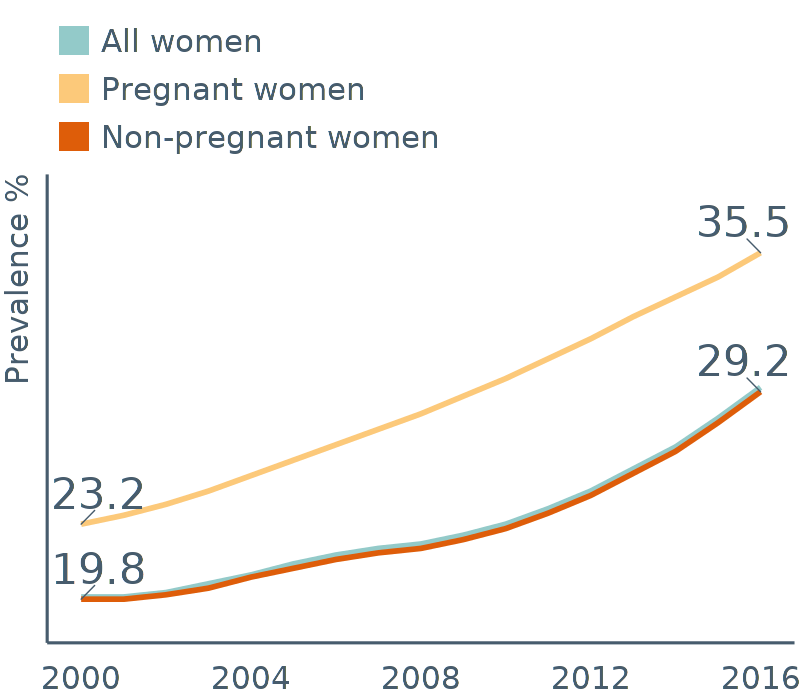 All women
Pregnant women
Non-pregnant women
Prevalence %
35.5
29.2
23.2
19.8
2000 2004 2008 2012 2016